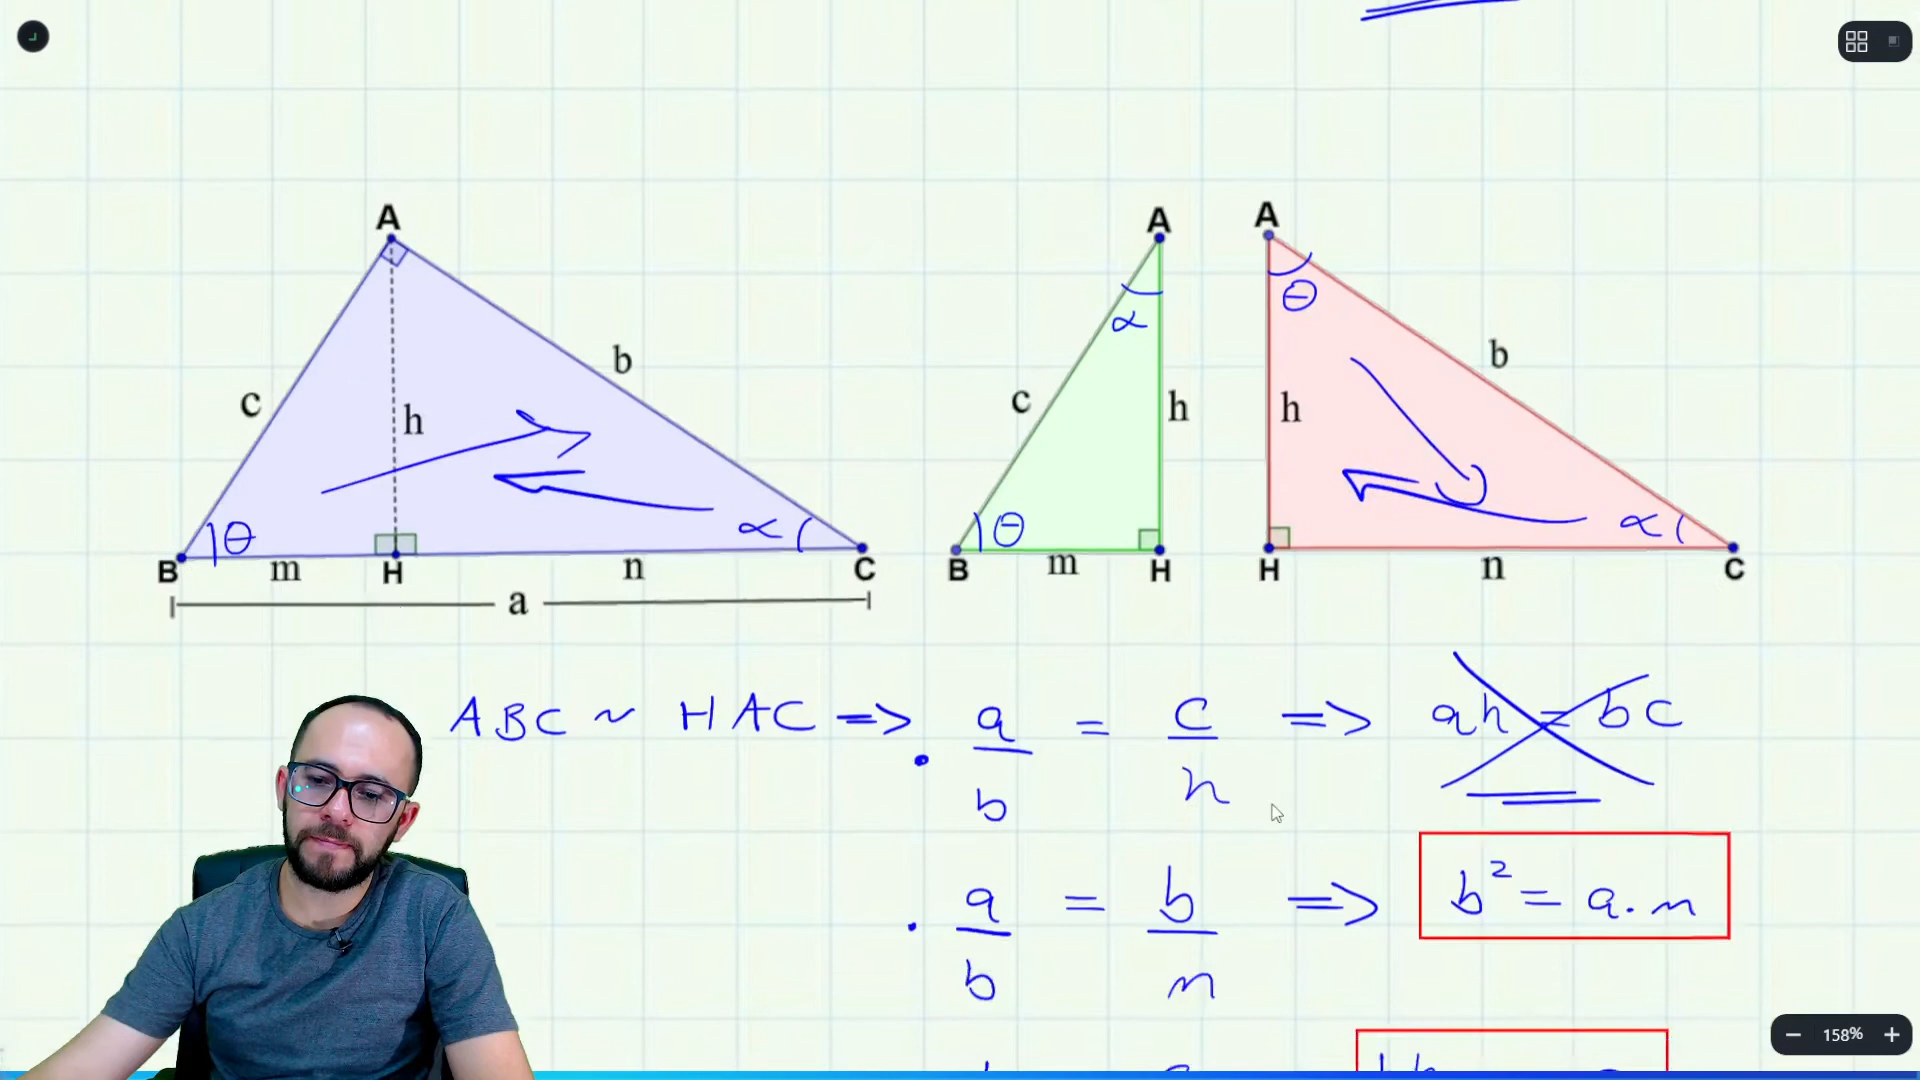 A
b
c
h
θ
α
B
m
H
n
C
a
A
α
c
h
θ
B
m
H
A
θ
b
h
α
H
n
C
ABC ~ HAC => a/b = c/h => ah = bc
• a/b = b/n => b² = a.n
158%